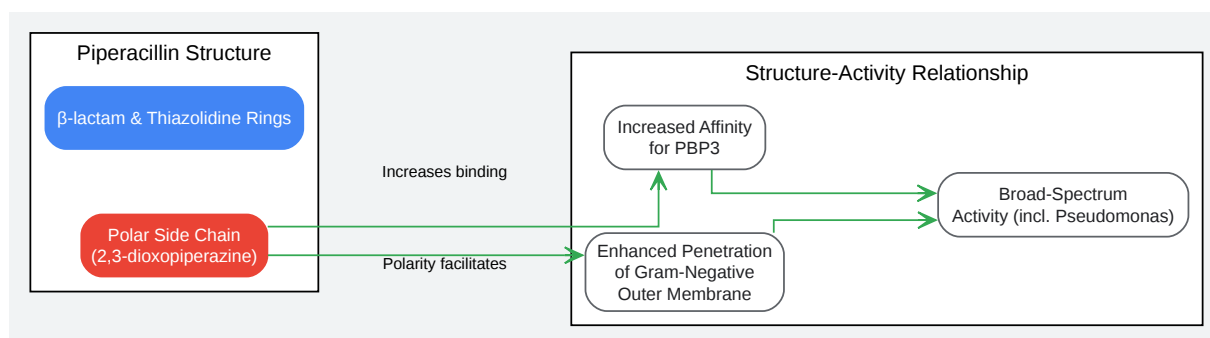 Piperacillin Structure
β-lactam & Thiazolidine Rings
Polar Side Chain
(2,3-dioxopiperazine)
Increases binding
Polarity facilitates
Structure-Activity Relationship
Increased Affinity
for PBP3
Enhanced Penetration
of Gram-Negative
Outer Membrane
Broad-Spectrum
Activity (incl. Pseudomonas)